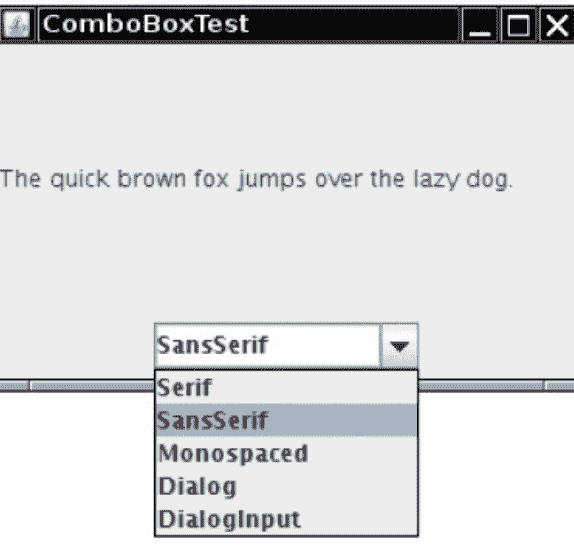 ComboBoxTest
The quick brown fox jumps over the lazy dog.
SansSerif
Serif
SansSerif
Monospaced
Dialog
DialogInput